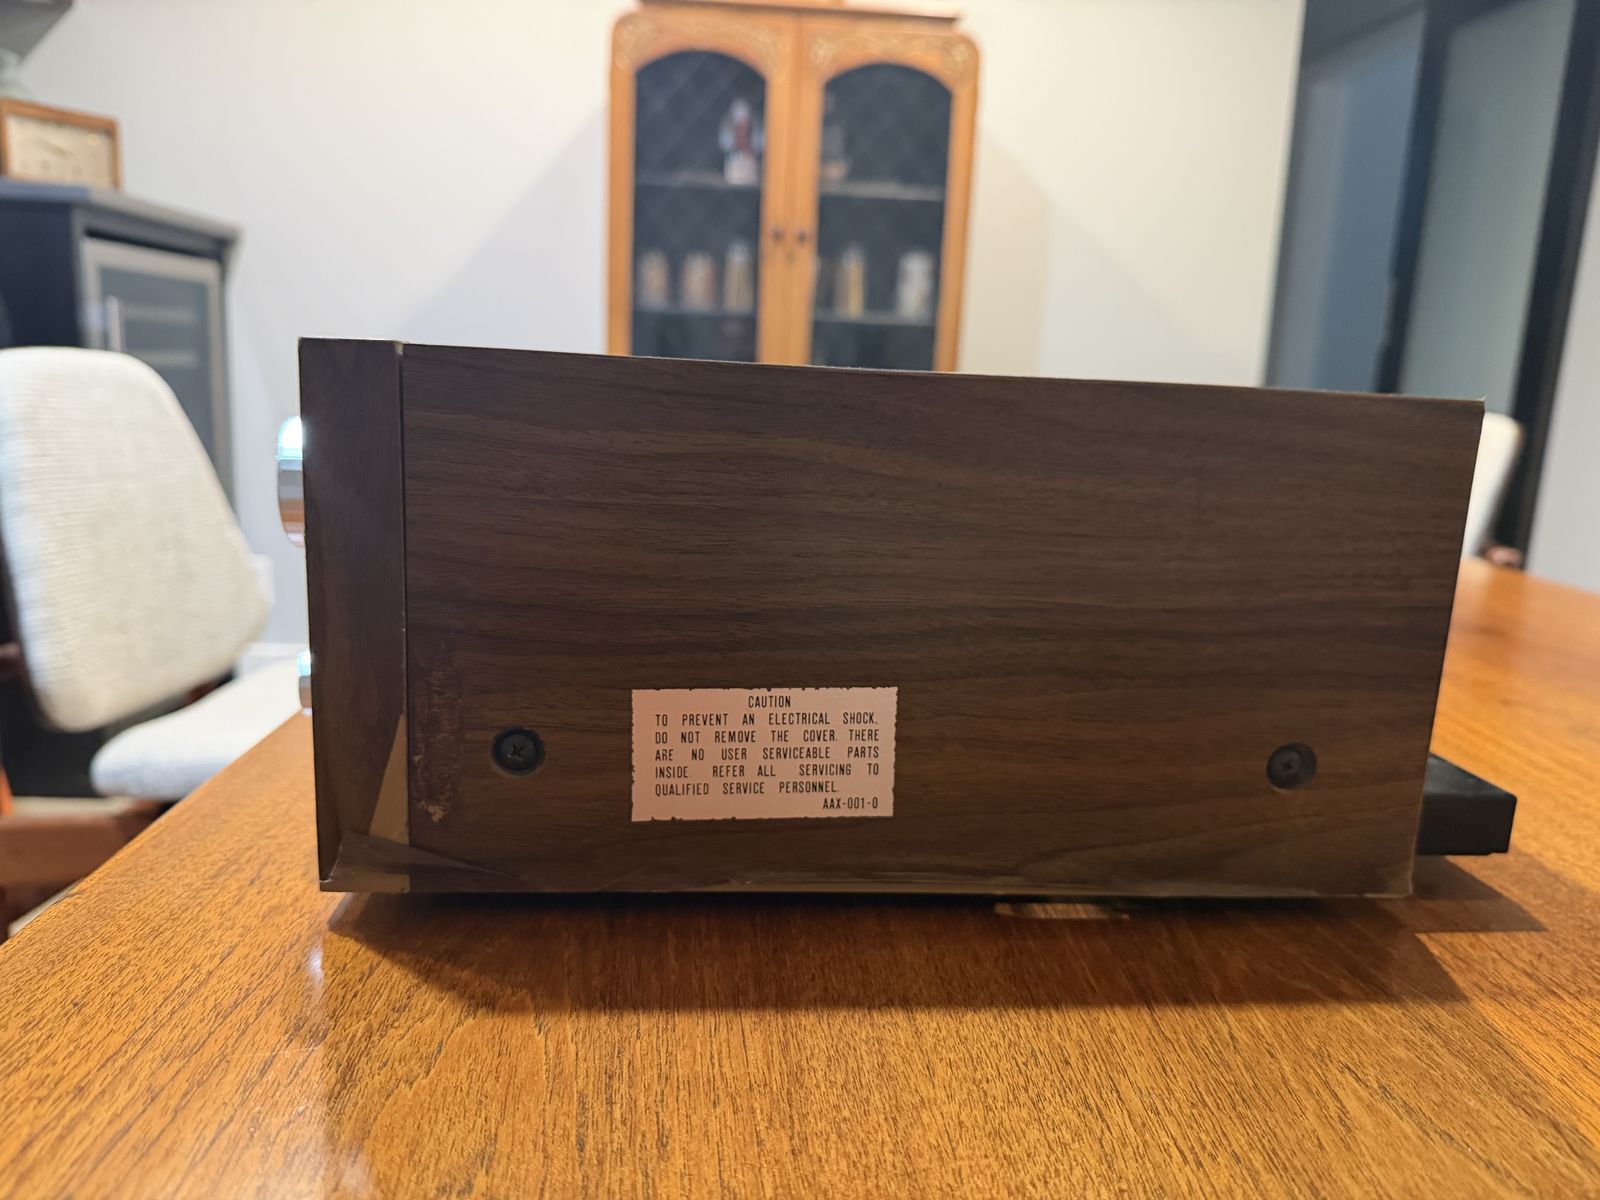 CAUTION
TO PREVENT AN ELECTRICAL SHOCK.
DO NOT REMOVE THE COVER. THERE
ARE NO USER SERVICEABLE PARTS
INSIDE REFER ALL SERVICING TO
QUALIFIED SERVICE PERSONNEL.
AAX-001-0